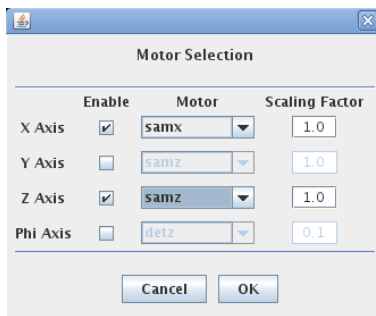 Motor Selection
Enable Motor Scaling Factor
X Axis samx 1.0
Y Axis samz 1.0
Z Axis samz 1.0
Phi Axis detz 0.1
Cancel OK